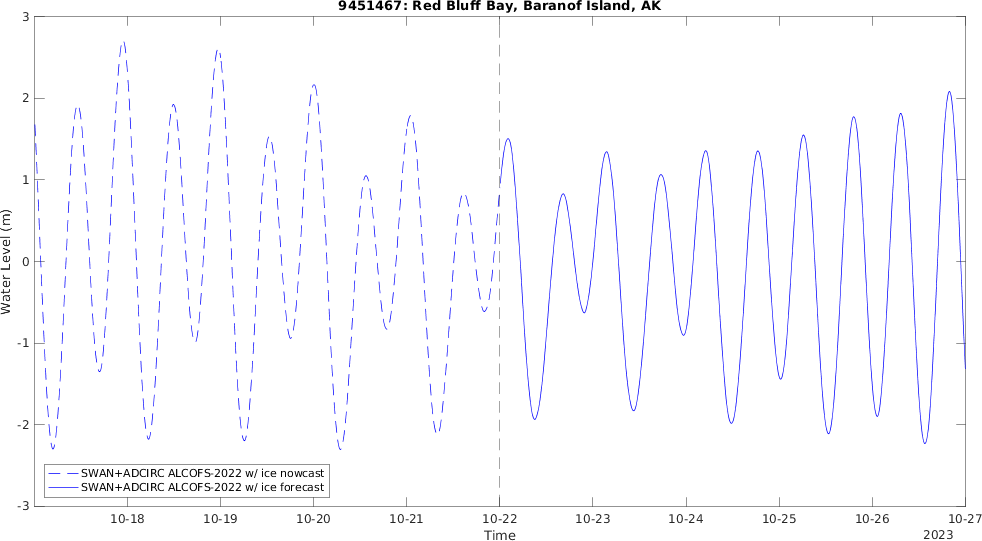 9451467: Red Bluff Bay, Baranof Island, AK
3
2
1
0
-1
-2
-3
Water Level (m)
SWAN+ADCIRC ALCOFS-2022 w/ ice nowcast
SWAN+ADCIRC ALCOFS-2022 w/ ice forecast
10-18 10-19 10-20 10-21 10-22 10-23 10-24 10-25 10-26 10-27
Time
2023